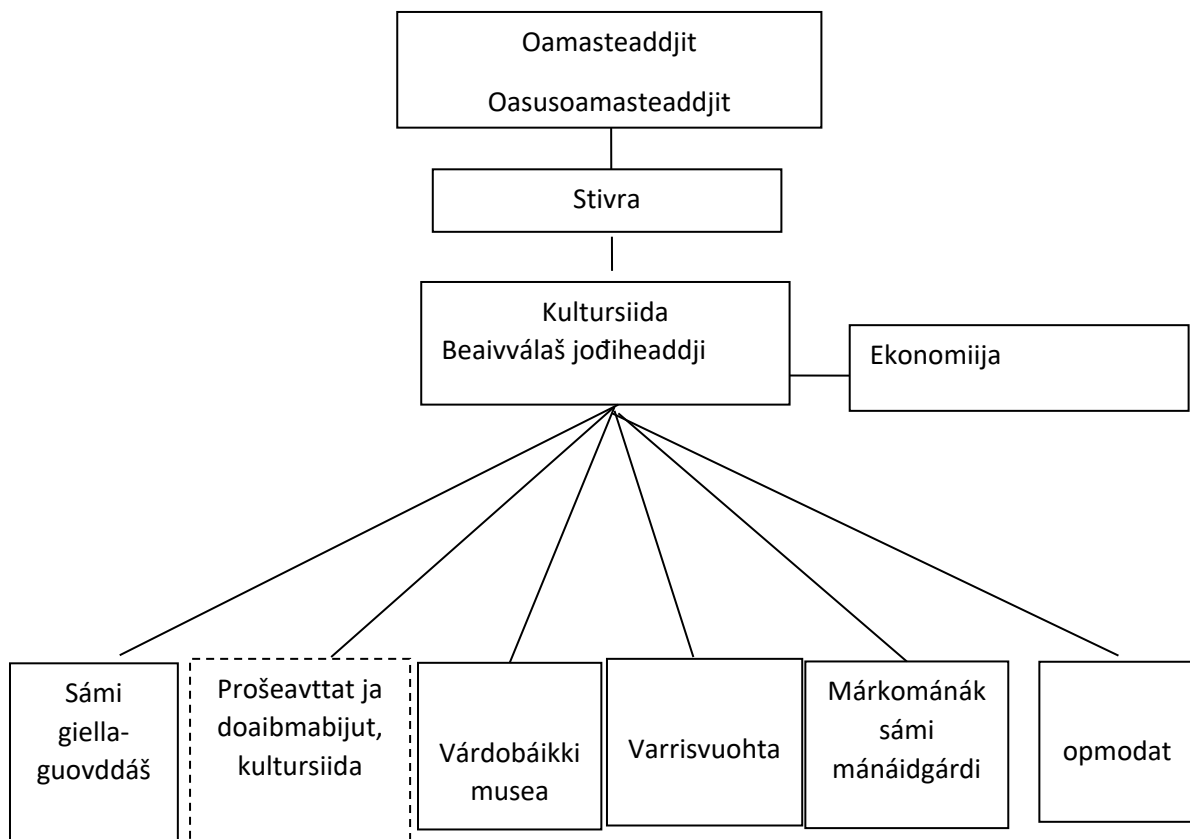 Oamasteaddjit
Oasusoamasteaddjit
Stivra
Kultursiida
Beaivválaš jođiheaddji
Ekonomiija
Sámi
giella-
guovddáš
Prošeavttat ja
doaibmabijut,
kultursiida
Várdobáikki
musea
Varrisvuohta
Márkománák
sámi
mánáidgárdi
opmodat